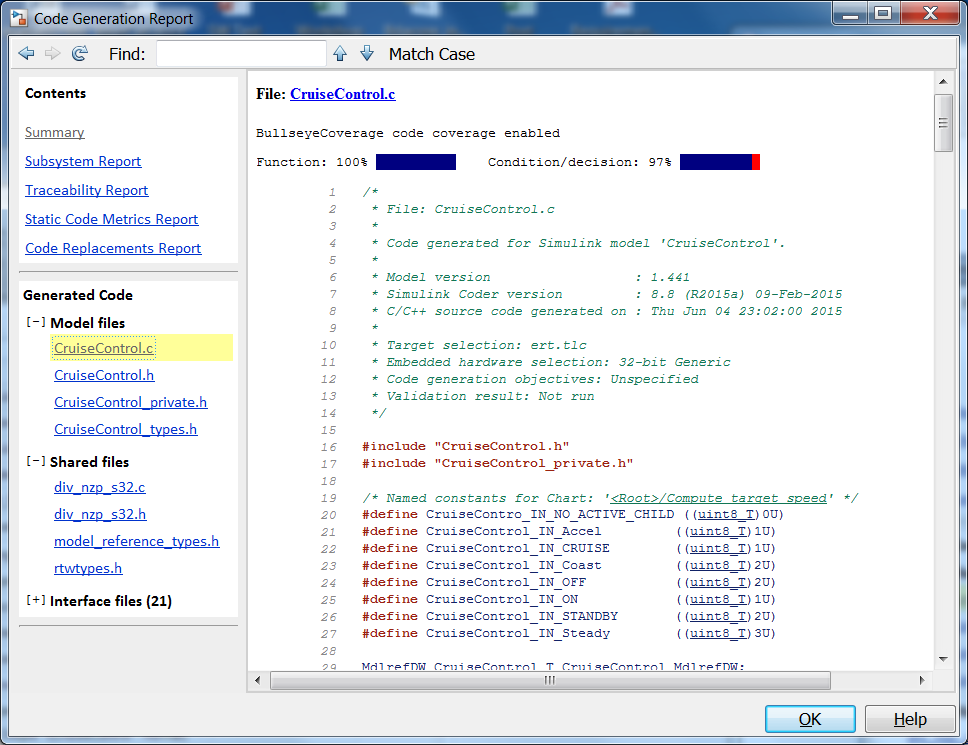 Code Generation Report
Find:
Match Case
Contents
Summary
Subsystem Report
Traceability Report
Static Code Metrics Report
Code Replacements Report
Generated Code
[-] Model files
CruiseControl.c
CruiseControl.h
CruiseControl_private.h
CruiseControl_types.h
[-] Shared files
div_nzp_s32.c
div_nzp_s32.h
model_reference_types.h
rtwtypes.h
[+] Interface files (21)
File: CruiseControl.c
BullseyeCoverage code coverage enabled
Function: 100% Condition/decision: 97%
1 /*
2 * File: CruiseControl.c
3 *
4 * Code generated for Simulink model 'CruiseControl'.
5 *
6 * Model version : 1.441
7 * Simulink Coder version : 8.8 (R2015a) 09-Feb-2015
8 * C/C++ source code generated on : Thu Jun 04 23:02:00 2015
9 *
10 * Target selection: ert.tlc
11 * Embedded hardware selection: 32-bit Generic
12 * Code generation objectives: Unspecified
13 * Validation result: Not run
14 */
15
16 #include "CruiseControl.h"
17 #include "CruiseControl_private.h"
18
19 /* Named constants for Chart: '<Root>/Compute target speed' */
20 #define CruiseContro_IN_NO_ACTIVE_CHILD ((uint8_T)0U)
21 #define CruiseControl_IN_Accel ((uint8_T)1U)
22 #define CruiseControl_IN_CRUISE ((uint8_T)1U)
23 #define CruiseControl_IN_Coast ((uint8_T)2U)
24 #define CruiseControl_IN_OFF ((uint8_T)2U)
25 #define CruiseControl_IN_ON ((uint8_T)1U)
26 #define CruiseControl_IN_STANDBY ((uint8_T)2U)
27 #define CruiseControl_IN_Steady ((uint8_T)3U)
28
29 MdlrefDW_CruiseControl_T CruiseControl_MdlrefDW;
OK
Help